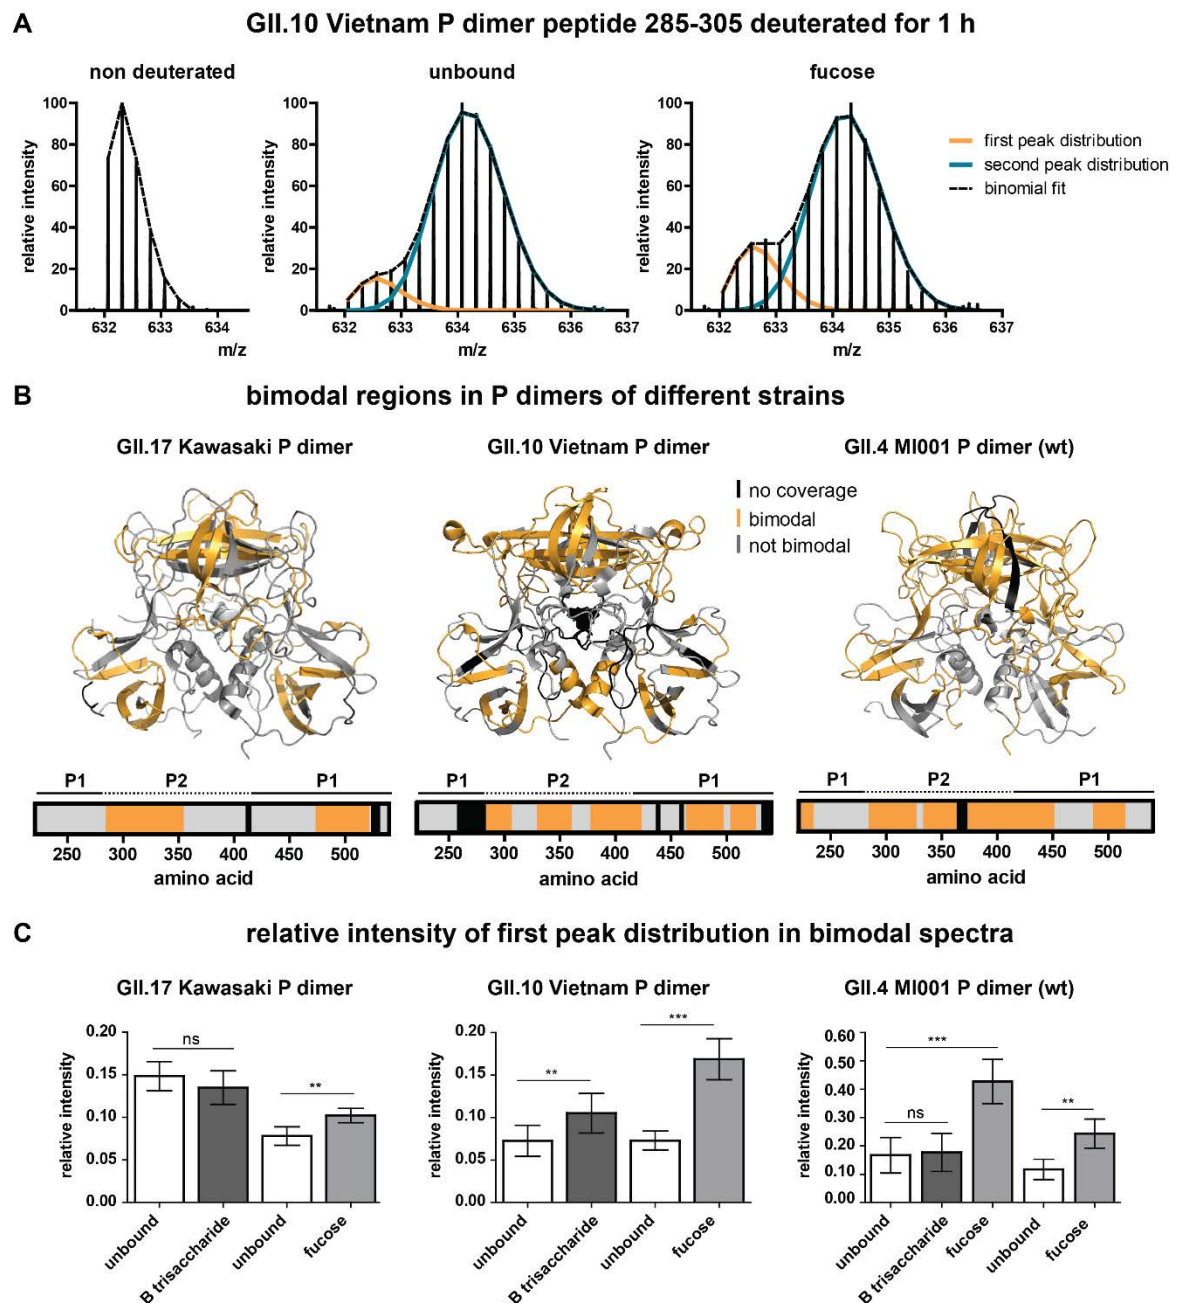 A GII.10 Vietnam P dimer peptide 285-305 deuterated for 1 h
non deuterated unbound fucose
relative intensity
100
80
60
40
20
0
632 633 634
m/z
relative intensity
100
80
60
40
20
0
632 633 634 635 636 637
m/z
relative intensity
100
80
60
40
20
0
632 633 634 635 636 637
m/z
first peak distribution
second peak distribution
binomial fit
B bimodal regions in P dimers of different strains
GII.17 Kawasaki P dimer GII.10 Vietnam P dimer GII.4 MI001 P dimer (wt)
no coverage
bimodal
not bimodal
P1 P2 P1
250 300 350 400 450 500
amino acid
P1 P2 P1
250 300 350 400 450 500
amino acid
P1 P2 P1
250 300 350 400 450 500
amino acid
C relative intensity of first peak distribution in bimodal spectra
GII.17 Kawasaki P dimer
relative intensity
0.20
0.15
0.10
0.05
0.00
ns
**
unbound
B trisaccharide
unbound
fucose
GII.10 Vietnam P dimer
relative intensity
0.20
0.15
0.10
0.05
0.00
**
***
unbound
B trisaccharide
unbound
fucose
GII.4 MI001 P dimer (wt)
relative intensity
0.60
0.50
0.40
0.30
0.20
0.10
0.00
***
ns
**
unbound
B trisaccharide
fucose
unbound
fucose